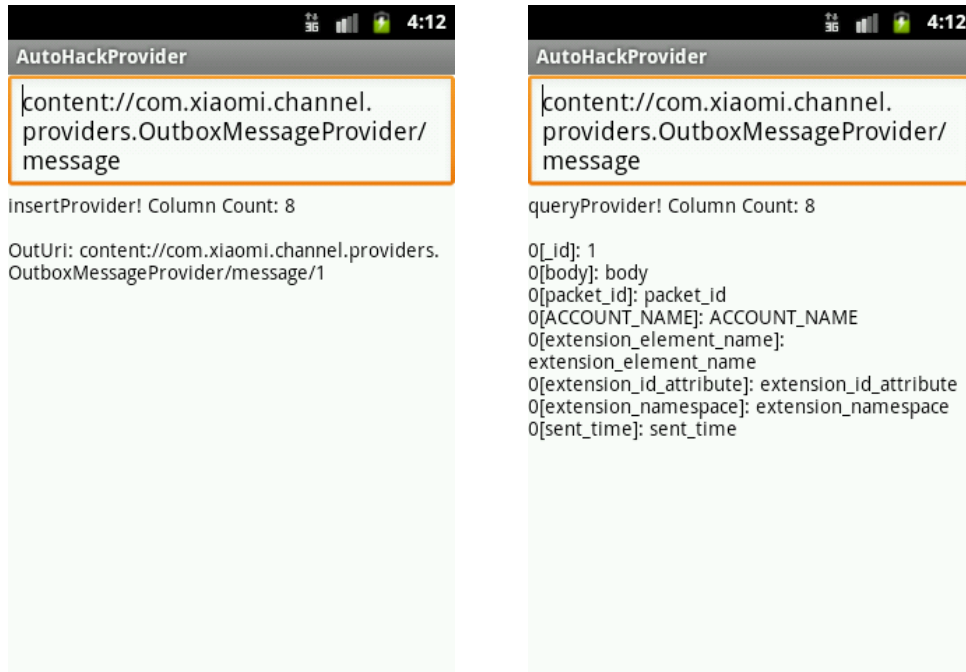 3G 4:12
AutoHackProvider
content://com.xiaomi.channel.
providers.OutboxMessageProvider/
message
insertProvider! Column Count: 8
OutUri: content://com.xiaomi.channel.providers.
OutboxMessageProvider/message/1
3G 4:12
AutoHackProvider
content://com.xiaomi.channel.
providers.OutboxMessageProvider/
message
queryProvider! Column Count: 8
0[_id]: 1
0[body]: body
0[packet_id]: packet_id
0[ACCOUNT_NAME]: ACCOUNT_NAME
0[extension_element_name]:
extension_element_name
0[extension_id_attribute]: extension_id_attribute
0[extension_namespace]: extension_namespace
0[sent_time]: sent_time